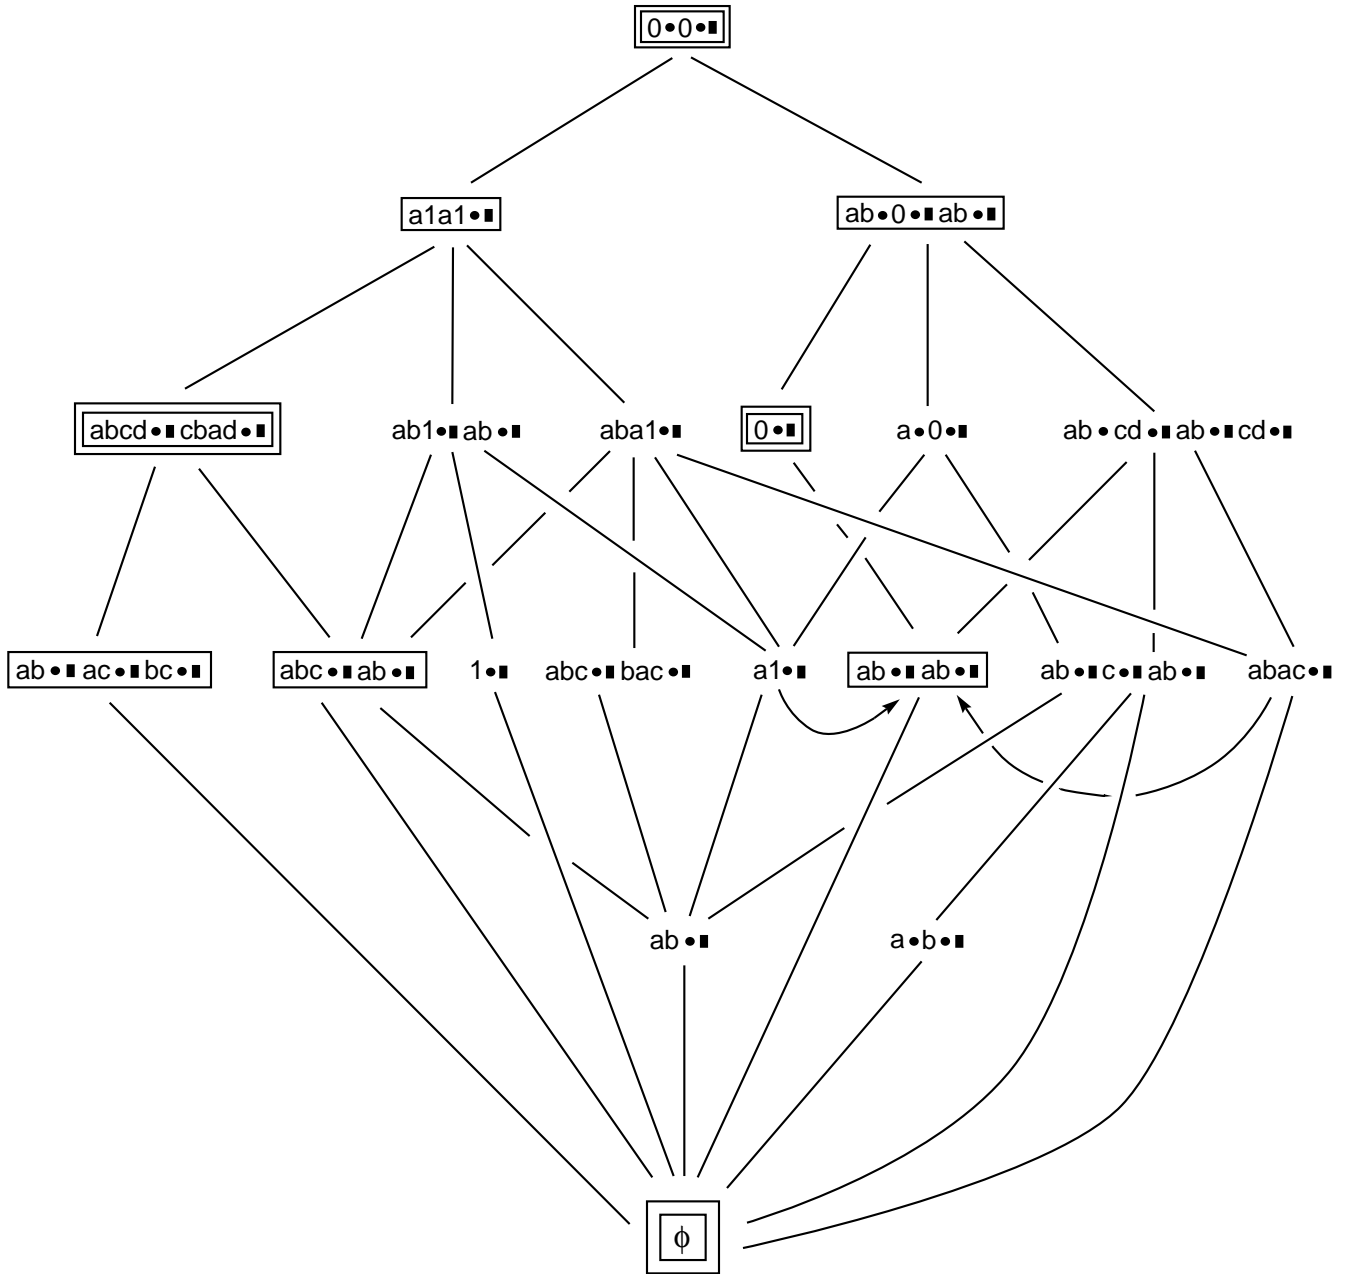 0•0•▮
a1a1•▮ ab•0•▮ab•▮
abcd•▮cbad•▮ ab1•▮ab•▮ aba1•▮ 0•▮ a•0•▮ ab•cd•▮ab•▮cd•▮
ab•▮ac•▮bc•▮ abc•▮ab•▮ 1•▮ abc•▮bac•▮ a1•▮ ab•▮ab•▮ ab•▮c•▮ab•▮ abac•▮
ab•▮ a•b•▮
ϕ